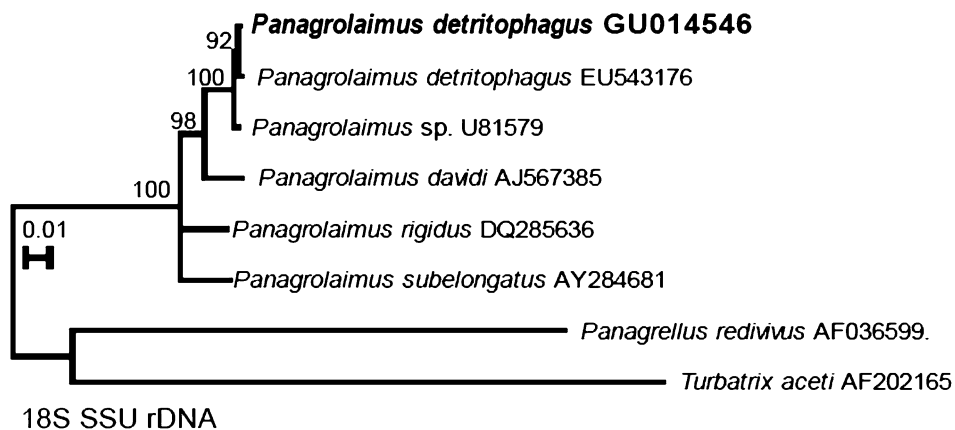 Panagrolaimus detritophagus GU014546
92
Panagrolaimus detritophagus EU543176
100
Panagrolaimus sp. U81579
98
Panagrolaimus davidi AJ567385
100
0.01
Panagrolaimus rigidus DQ285636
Panagrolaimus subelongatus AY284681
Panagrellus redivivus AF036599.
Turbatrix aceti AF202165
18S SSU rDNA